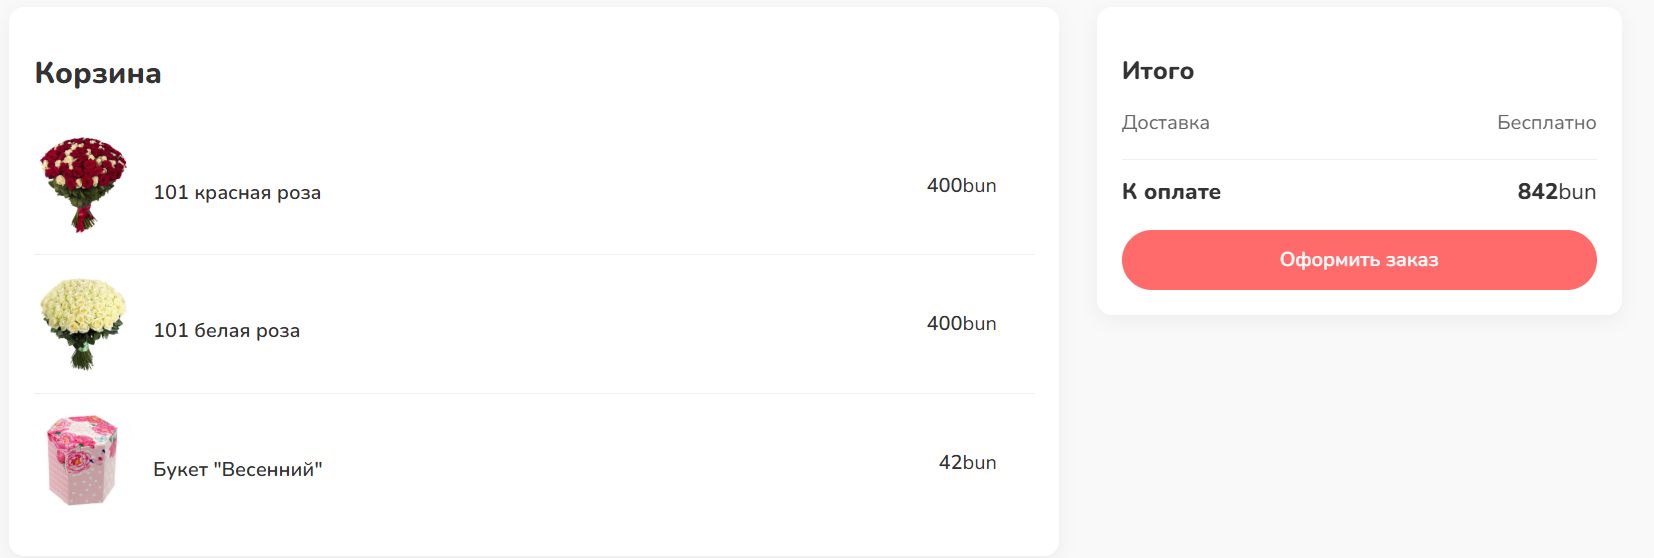 Корзина
101 красная роза
400bun
101 белая роза
400bun
Букет "Весенний"
42bun
Итого
Доставка Бесплатно
К оплате 842bun
Оформить заказ